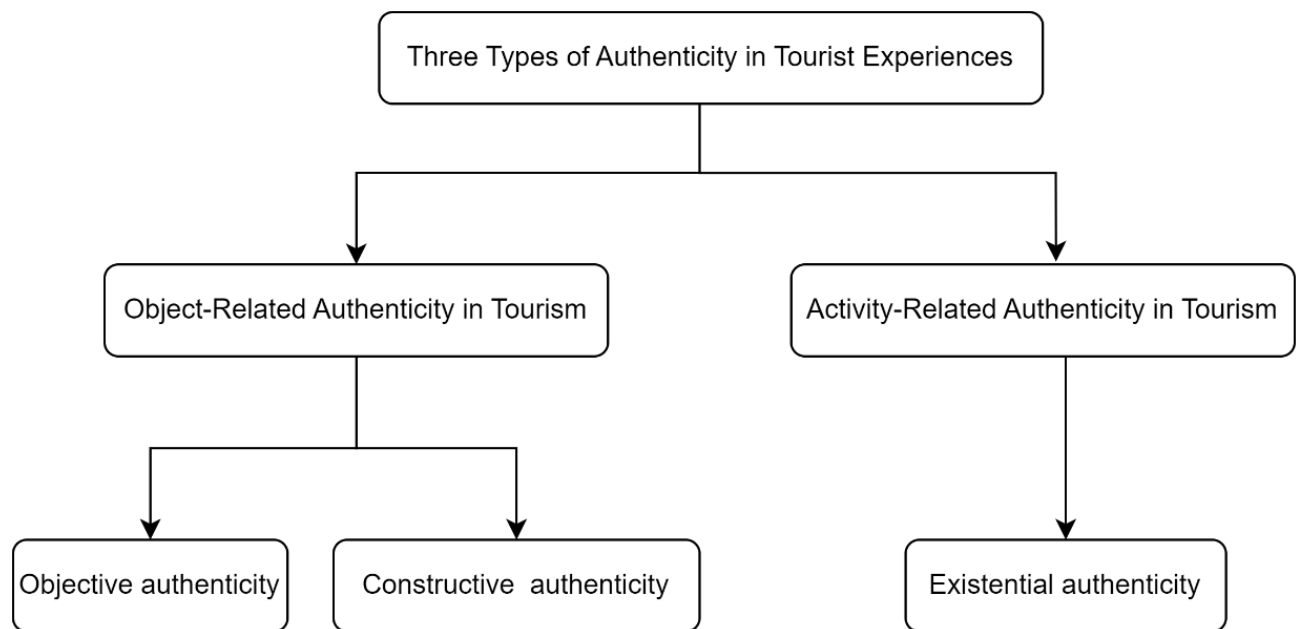 Three Types of Authenticity in Tourist Experiences
Object-Related Authenticity in Tourism
Activity-Related Authenticity in Tourism
Objective authenticity
Constructive authenticity
Existential authenticity